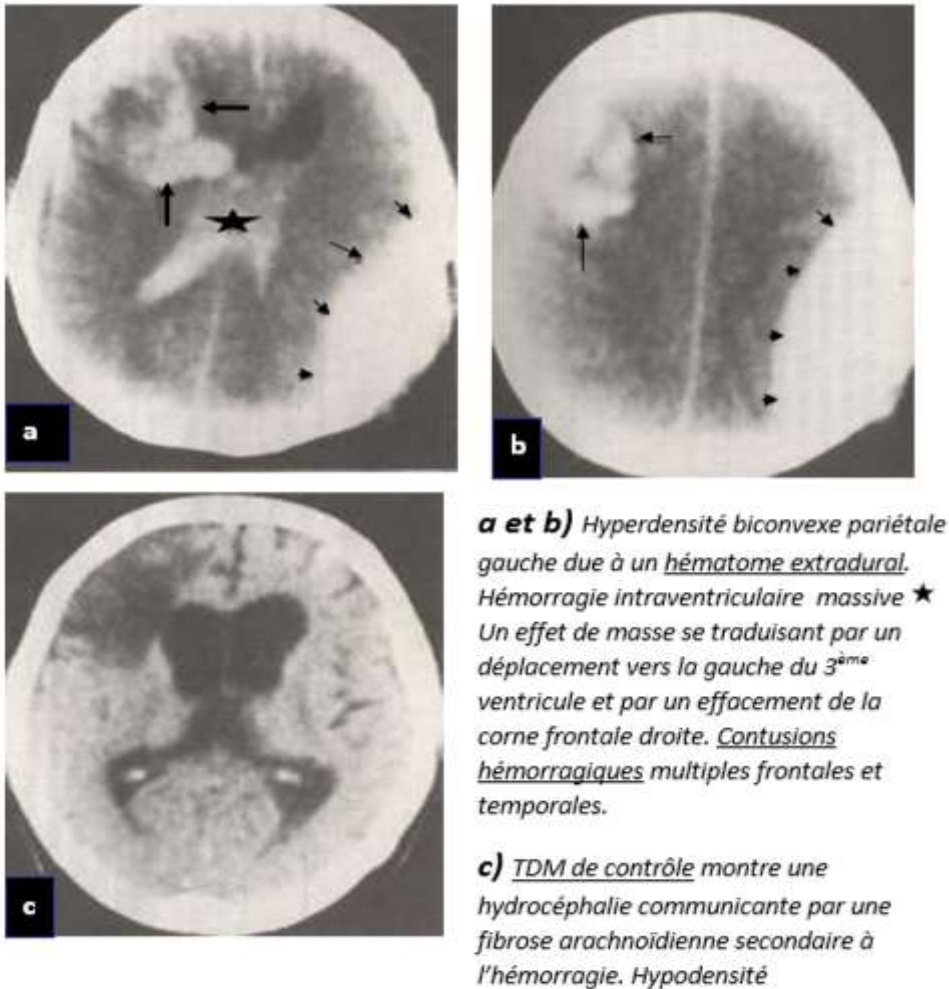 a
b
c
a et b) Hyperdensité biconvexe pariétale
gauche due à un hématome extradural.
Hémorragie intraventriculaire massive ★
Un effet de masse se traduisant par un
déplacement vers la gauche du 3ème
ventricule et par un effacement de la
corne frontale droite. Contusions
hémorragiques multiples frontales et
temporales.
c) TDM de contrôle montre une
hydrocéphalie communicante par une
fibrose arachnoïdienne secondaire à
l'hémorragie. Hypodensité